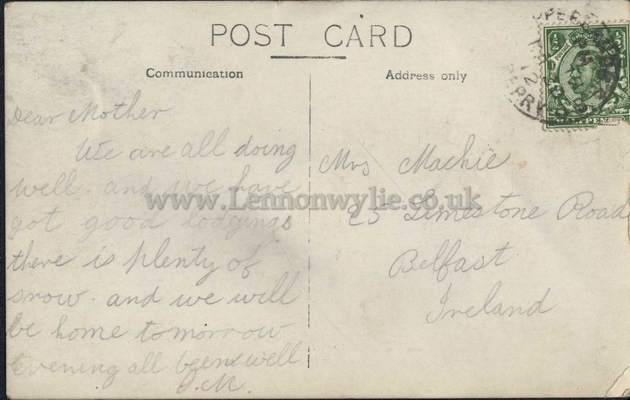 POST CARD
Communication
Address only
Dear Mother
We are all doing
well. and we have
got good lodgings
there is plenty of
snow. and we will
be home tomorrow
Evening all been well
J.M.
Mrs Mackie
25 Limestone Road
Belfast
Ireland
www.Lennonwylie.co.uk